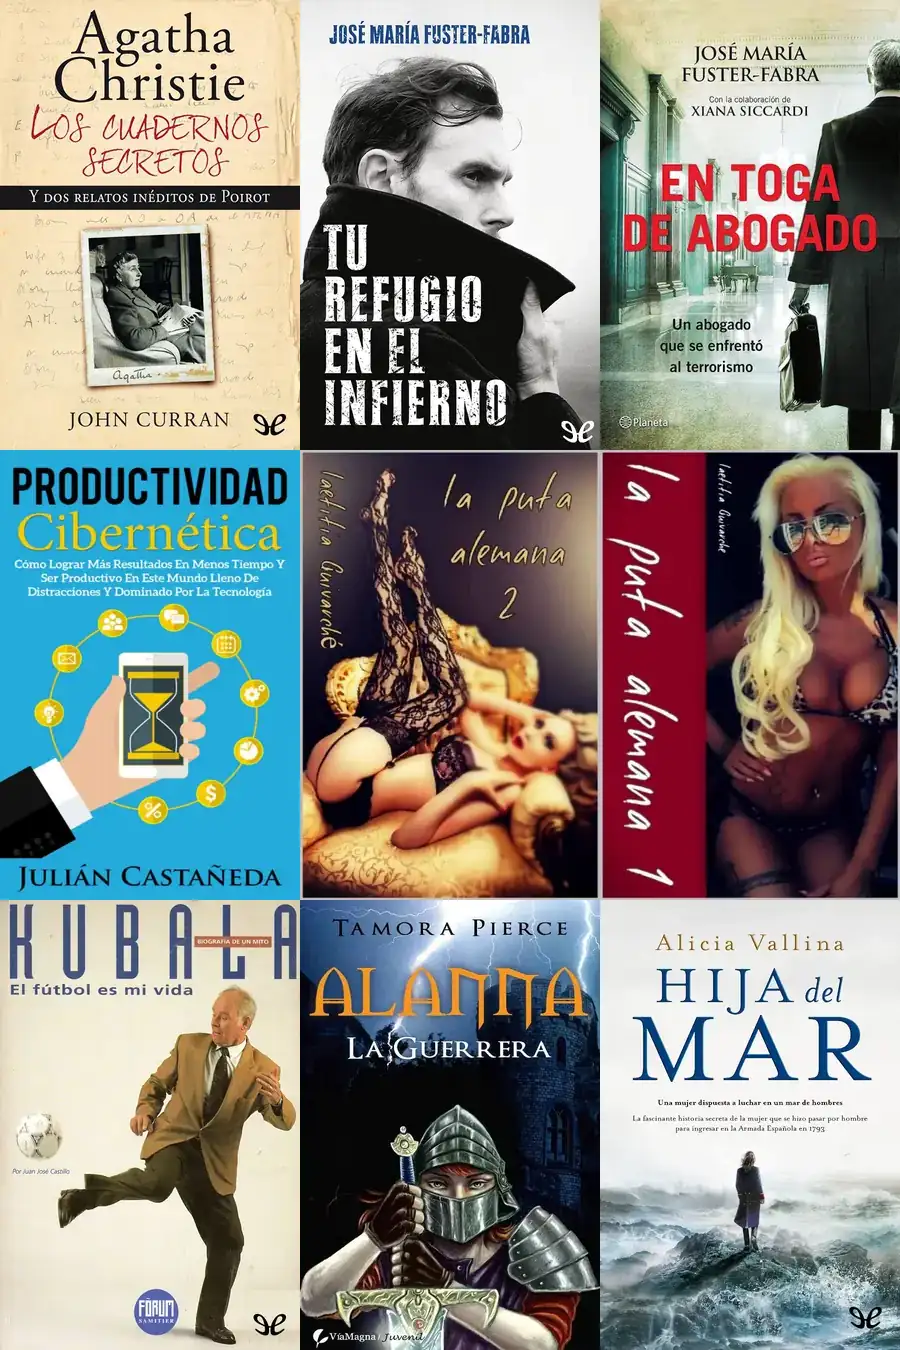 Agatha
Christie
LOS CUADERNOS
SECRETOS
Y DOS RELATOS INÉDITOS DE POIROT
Agatha
JOHN CURRAN
JOSÉ MARÍA FUSTER-FABRA
TU
REFUGIO
EN EL
INFIERNO
JOSÉ MARÍA
FUSTER-FABRA
Con la colaboración de
XIANA SICCARDI
EN TOGA
DE ABOGADO
Un abogado
que se enfrentó
al terrorismo
Planeta
PRODUCTIVIDAD
Cibernética
Cómo Lograr Más Resultados En Menos Tiempo Y
Ser Productivo En Este Mundo Lleno De
Distracciones Y Dominado Por La Tecnología
JULIÁN CASTAÑEDA
laetitia Guivarché
la puta
alemana
2
la puta alemana 1
laetitia Guivarche
KUBALA
BIOGRAFÍA DE UN MITO
El fútbol es mi vida
Por Juan José Castillo
FÒRUM
SAMITIER
TAMORA PIERCE
ALANNA
LA GUERRERA
VíaMagna / Juvenil
Alicia Vallina
HIJA del
MAR
Una mujer dispuesta a luchar en un mar de hombres
La fascinante historia secreta de la mujer que se hizo pasar por hombre
para ingresar en la Armada Española en 1793.